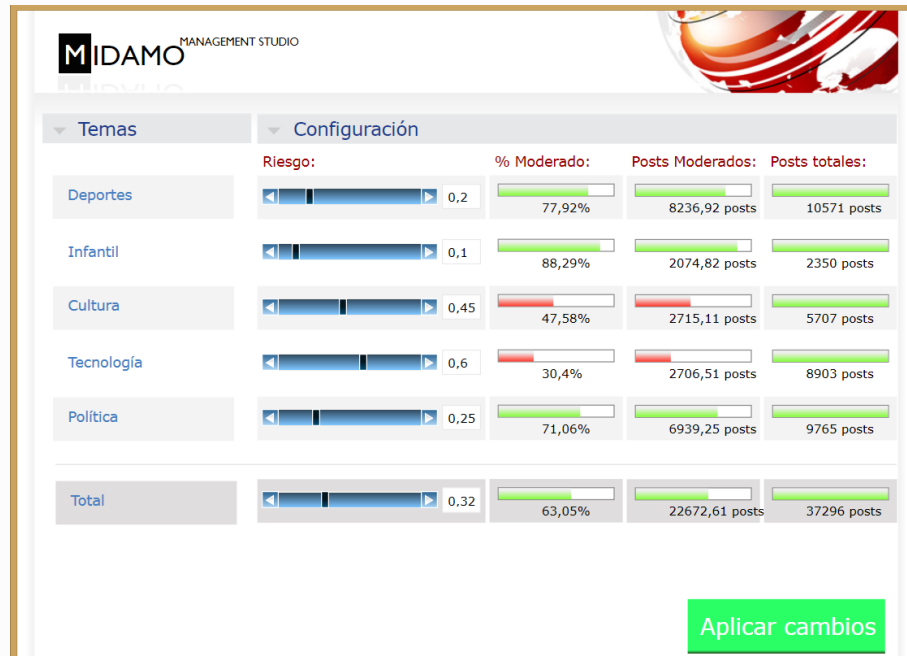 MIDAMO MANAGEMENT STUDIO
Temas Configuración
Riesgo: % Moderado: Posts Moderados: Posts totales:
Deportes 0,2 77,92% 8236,92 posts 10571 posts
Infantil 0,1 88,29% 2074,82 posts 2350 posts
Cultura 0,45 47,58% 2715,11 posts 5707 posts
Tecnología 0,6 30,4% 2706,51 posts 8903 posts
Política 0,25 71,06% 6939,25 posts 9765 posts
Total 0,32 63,05% 22672,61 posts 37296 posts
Aplicar cambios